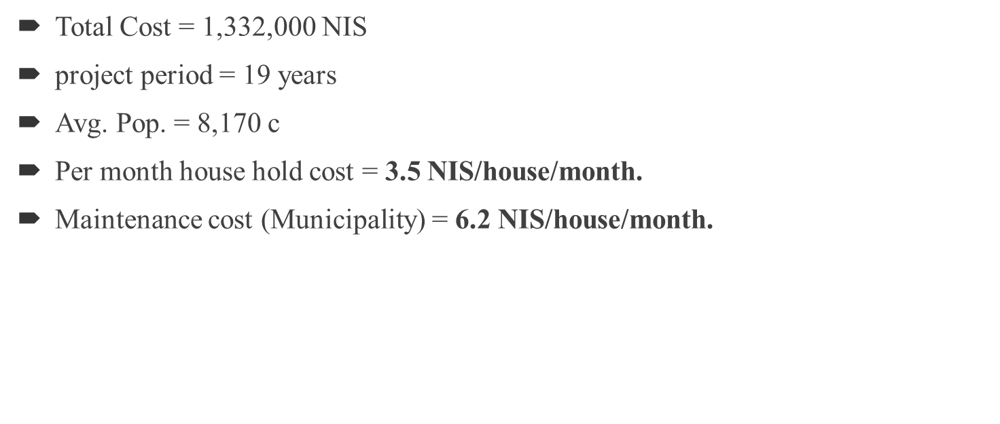 Total Cost = 1,332,000 NIS
project period = 19 years
Avg. Pop. = 8,170 c
Per month house hold cost = 3.5 NIS/house/month.
Maintenance cost (Municipality) = 6.2 NIS/house/month.